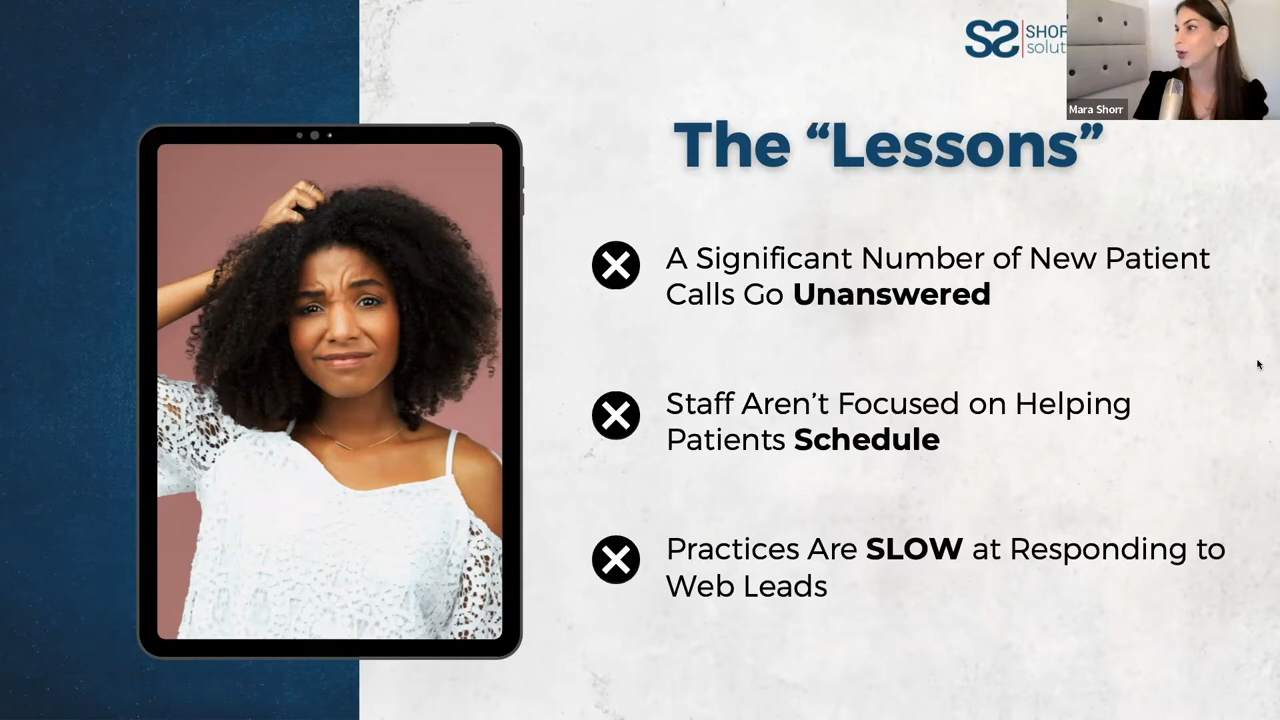 SS SHOR
solut
Mara Shorr
The “Lessons”
A Significant Number of New Patient
Calls Go Unanswered
Staff Aren’t Focused on Helping
Patients Schedule
Practices Are SLOW at Responding to
Web Leads